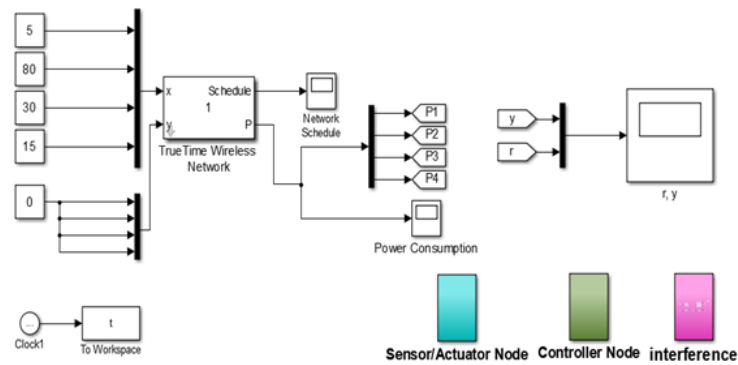 5
80
30
15
0
x
y
Schedule
1
P
TrueTime Wireless
Network
Network
Schedule
P1
P2
P3
P4
Power Consumption
y
r
r, y
...
Clock1
t
To Workspace
Sensor/Actuator Node
Controller Node
interference